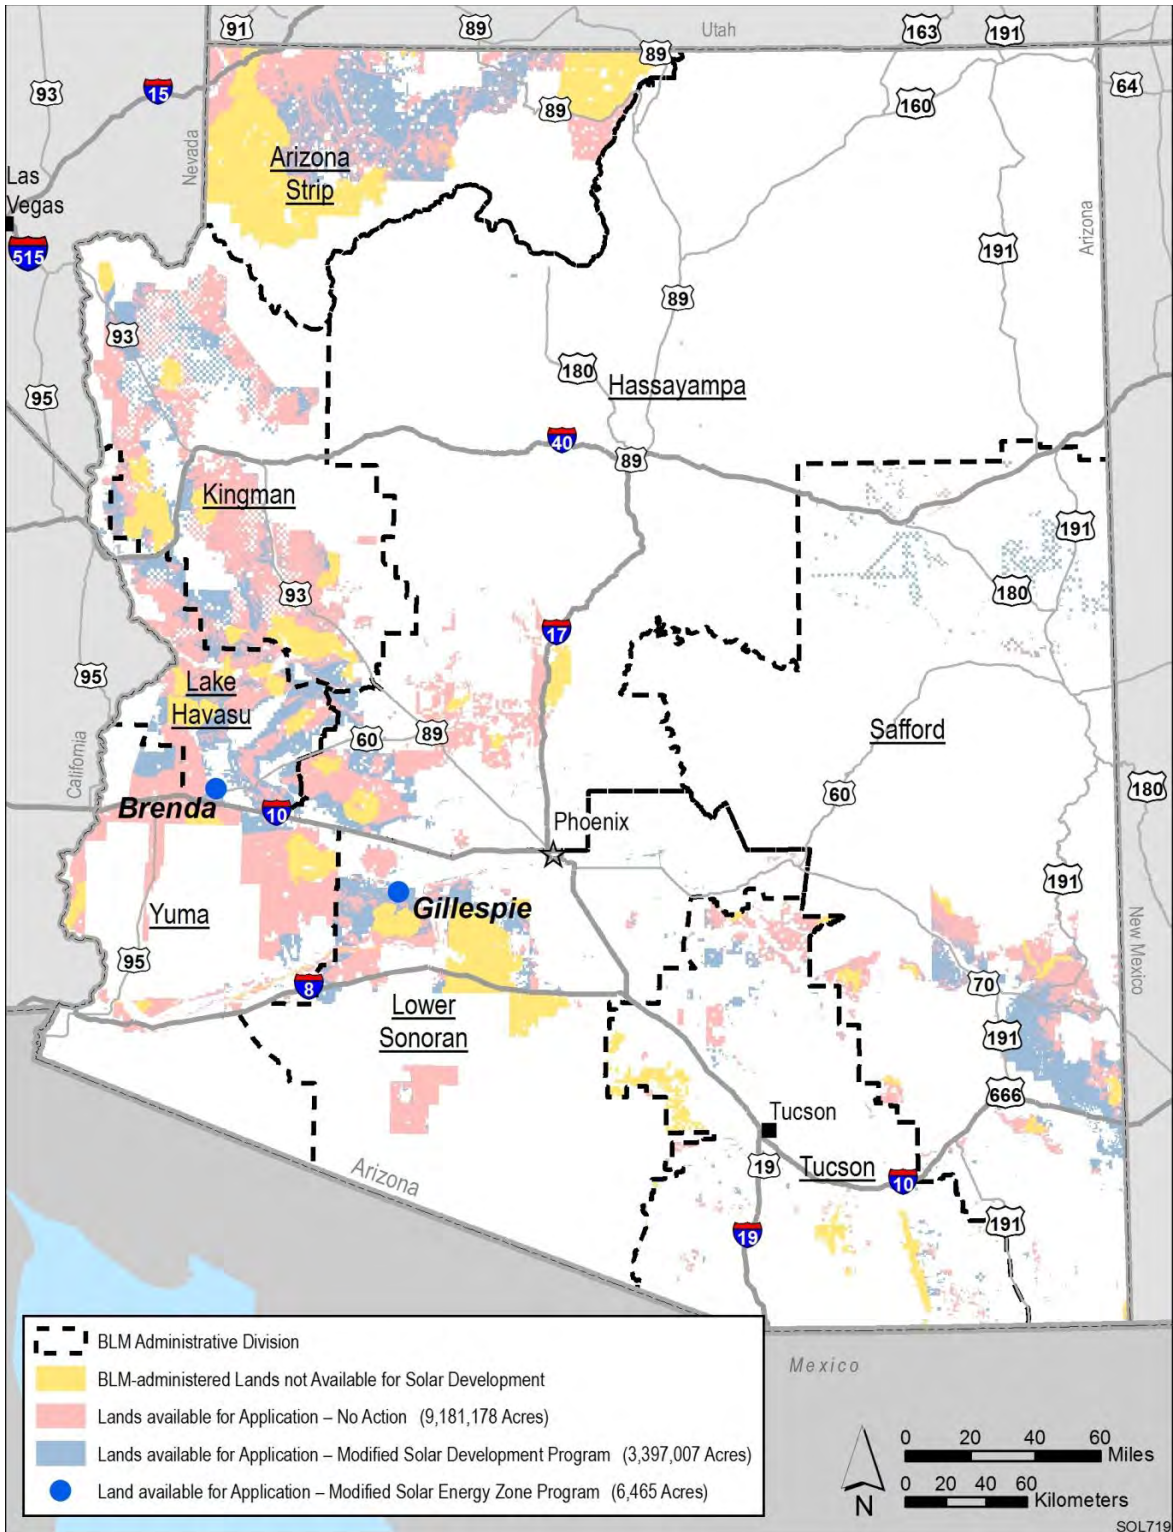 91
89
Utah
163
191
89
93
15
64
89
160
Nevada
Arizona
Strip
Las
Vegas
Arizona
191
515
89
93
180
Hassayampa
95
40
89
Kingman
191
93
180
17
95
Lake
Havasu
Safford
60
89
California
Brenda
10
60
180
Phoenix
191
Gillespie
Yuma
New Mexico
95
8
70
Lower
Sonoran
191
666
Tucson
19
Tucson
10
Arizona
191
19
BLM Administrative Division
BLM-administered Lands not Available for Solar Development
Lands available for Application – No Action (9,181,178 Acres)
Lands available for Application – Modified Solar Development Program (3,397,007 Acres)
Land available for Application – Modified Solar Energy Zone Program (6,465 Acres)
Mexico
N
0 20 40 60
Miles
0 20 40 60
Kilometers
SOL719